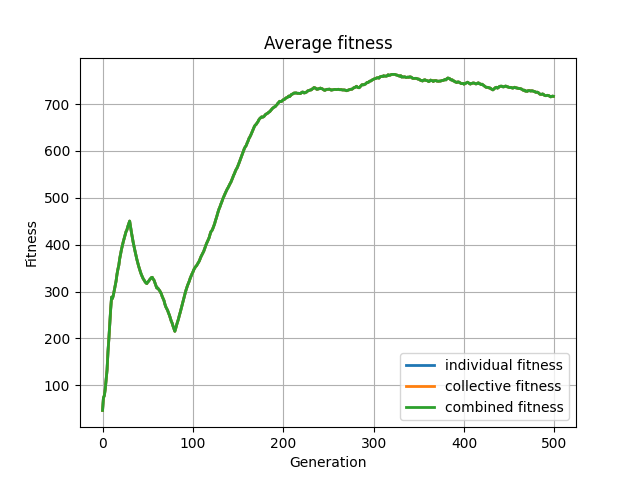 Average fitness
Fitness
700
600
500
400
300
200
100
0
100
200
300
400
500
Generation
individual fitness
collective fitness
combined fitness